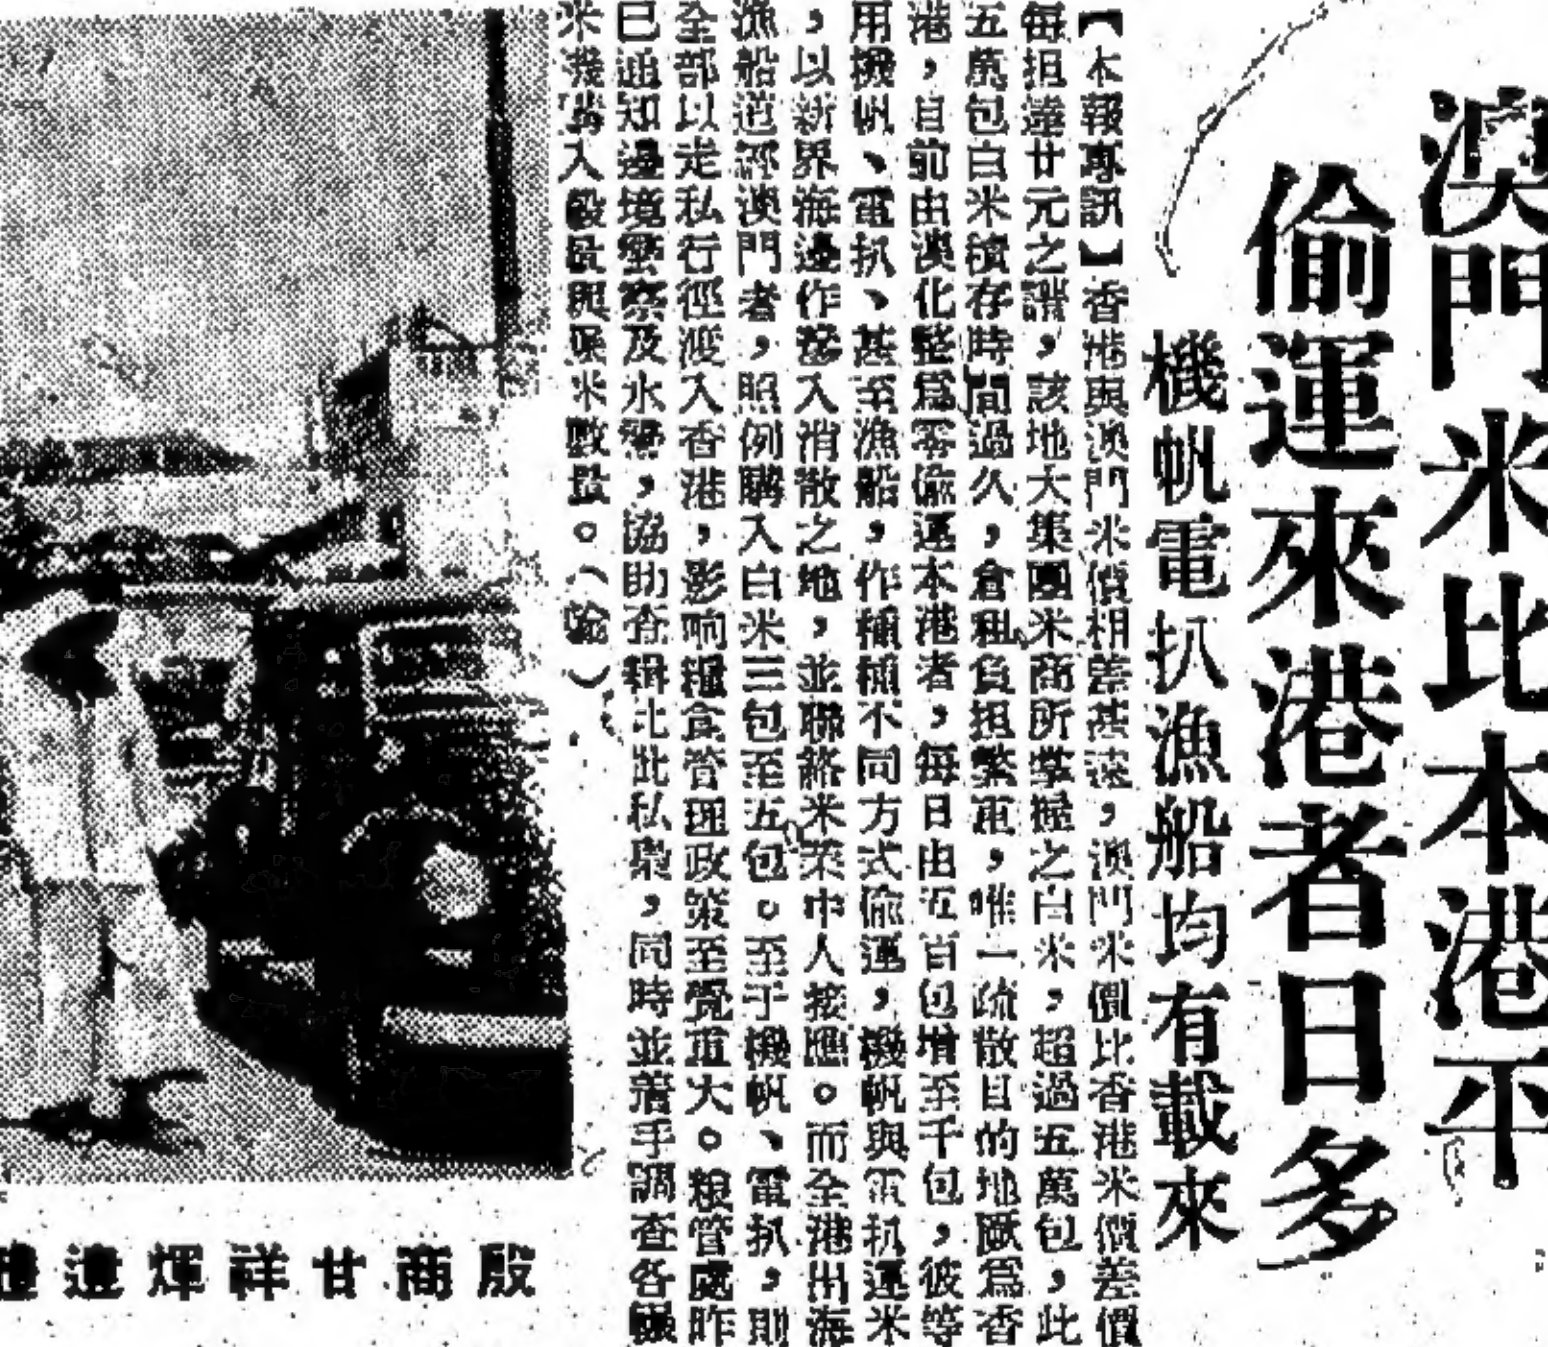 澳門米比本港平
偷運來港者日多
機帆電扒漁船均有載來
【本報專訊】香港與澳門米價相差甚遠，澳門米價比香港米價差價
每担達廿元之譜，該地大集團米商所掌握之白米，超過五萬包，此
五萬包白米積存時間過久，倉租負担繁重，唯一疏散目的地厥為香
港，目前由澳化整爲零偷運本港者，每日由五百包增至千包，彼等
用機帆、電扒、甚至漁船，作種種不同方式偷運，機帆與電扒運米
，以新界海邊作登入消散之地，並聯絡米業中人接應。而全港出海
漁船道經澳門者，照例購入白米三包至五包。至于機帆、電扒，則
全部以走私行徑渡入香港，影响糧食管理政策至覺重大。粮管處昨
已通知邊境警察及水警，協助查緝此私梟，同時並着手調查各
米機購入穀員與碾米數量。（輪）
殷商甘祥輝遺